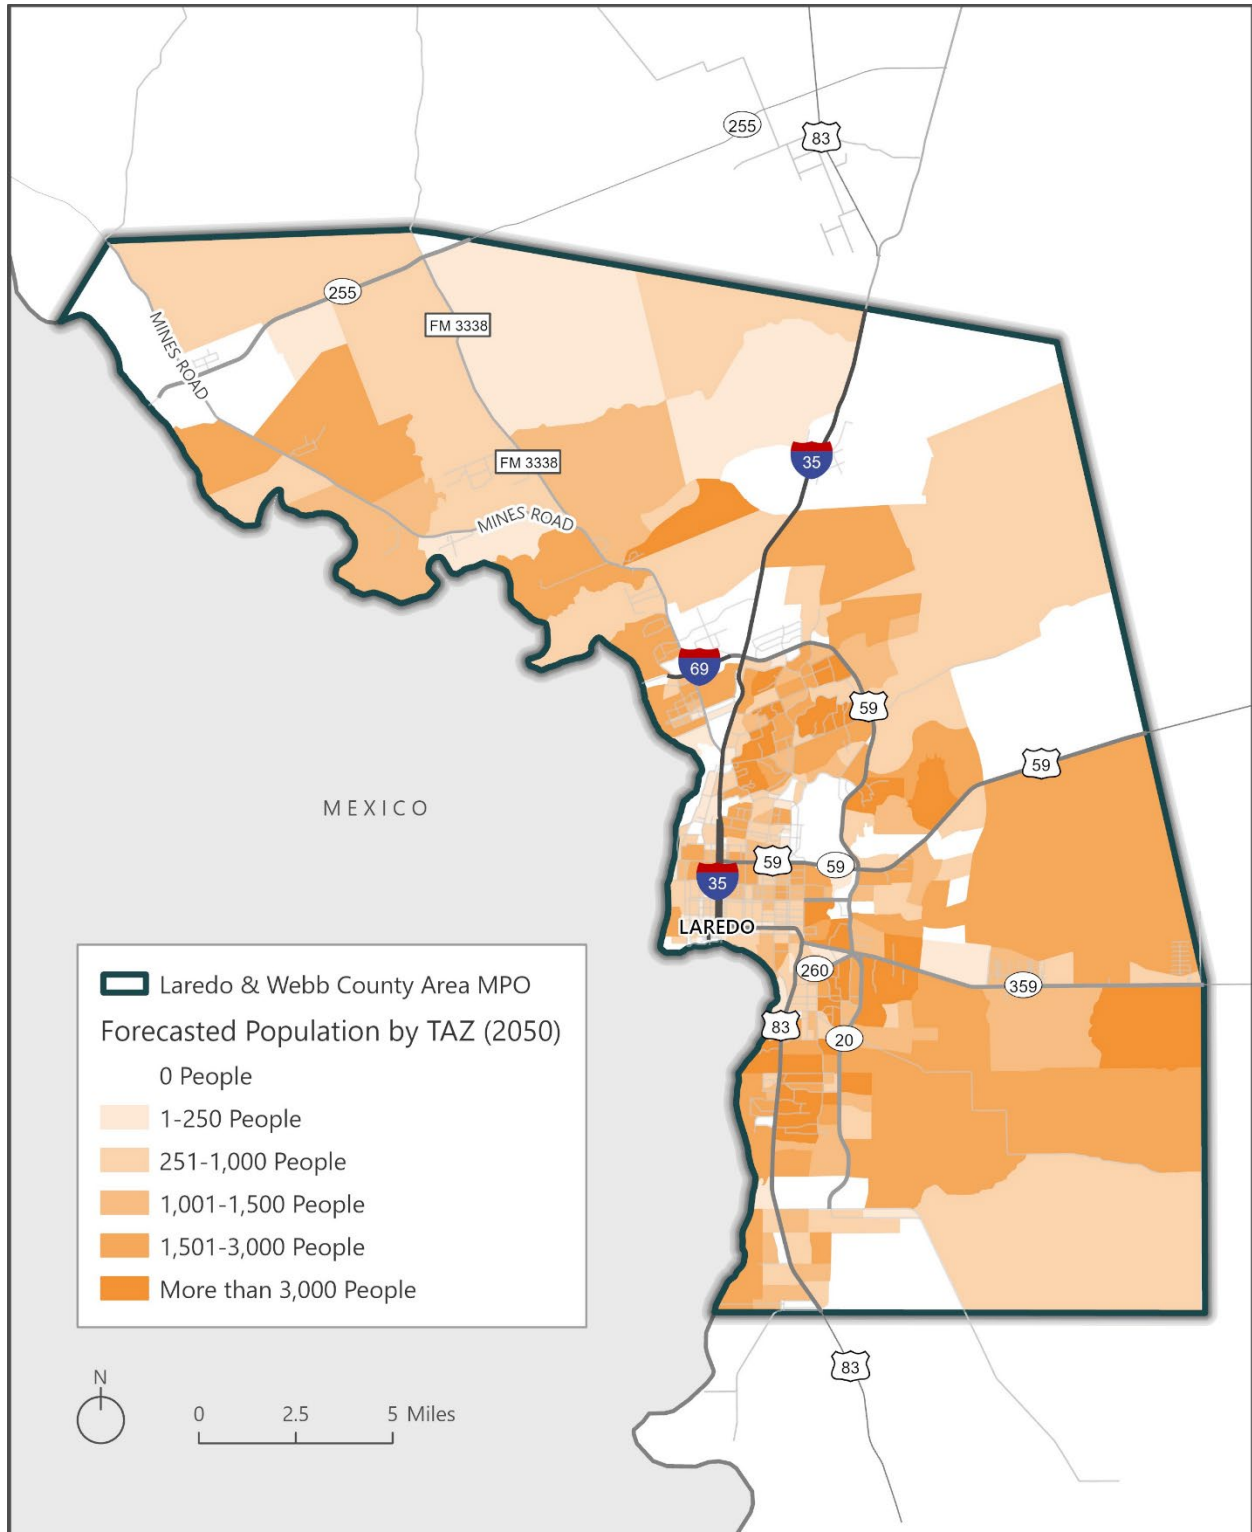 255
83
255
MINES ROAD
FM 3338
FM 3338
35
MINES ROAD
69
59
59
MEXICO
59
59
35
LAREDO
260
359
83
20
Laredo & Webb County Area MPO
Forecasted Population by TAZ (2050)
0 People
1-250 People
251-1,000 People
1,001-1,500 People
1,501-3,000 People
More than 3,000 People
83
N
0 2.5 5 Miles